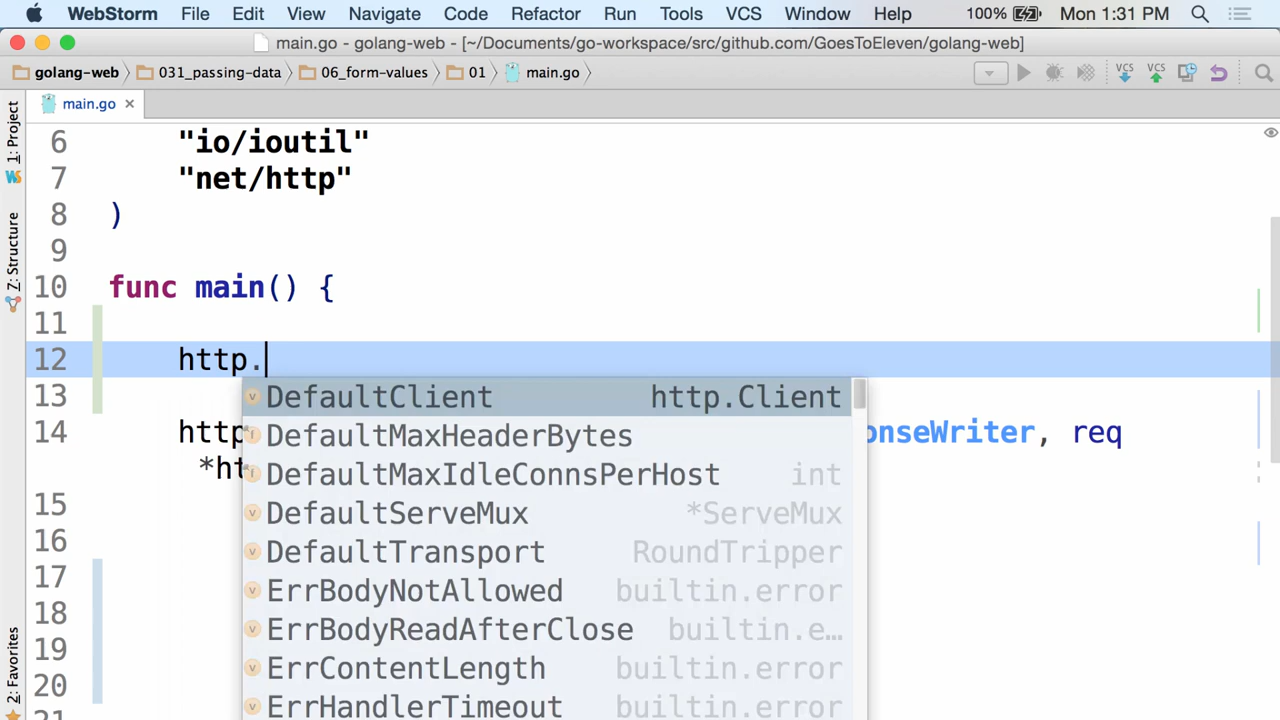 WebStorm File Edit View Navigate Code Refactor Run Tools VCS Window Help 100% Mon 1:31 PM
main.go - golang-web - [~/Documents/go-workspace/src/github.com/GoesToEleven/golang-web]
golang-web 031_passing-data 06_form-values 01 main.go VCS VCS
main.go
1: Project
7: Structure
2: Favorites
6 "io/ioutil"
7 "net/http"
8 )
9
10 func main() {
11
12 http.
13
14 http onseWriter, req
*ht
15
16
17
18
19
20
21
DefaultClient http.Client
DefaultMaxHeaderBytes
DefaultMaxIdleConnsPerHost int
DefaultServeMux *ServeMux
DefaultTransport RoundTripper
ErrBodyNotAllowed builtin.error
ErrBodyReadAfterClose builtin.e…
ErrContentLength builtin.error
ErrHandlerTimeout builtin.error